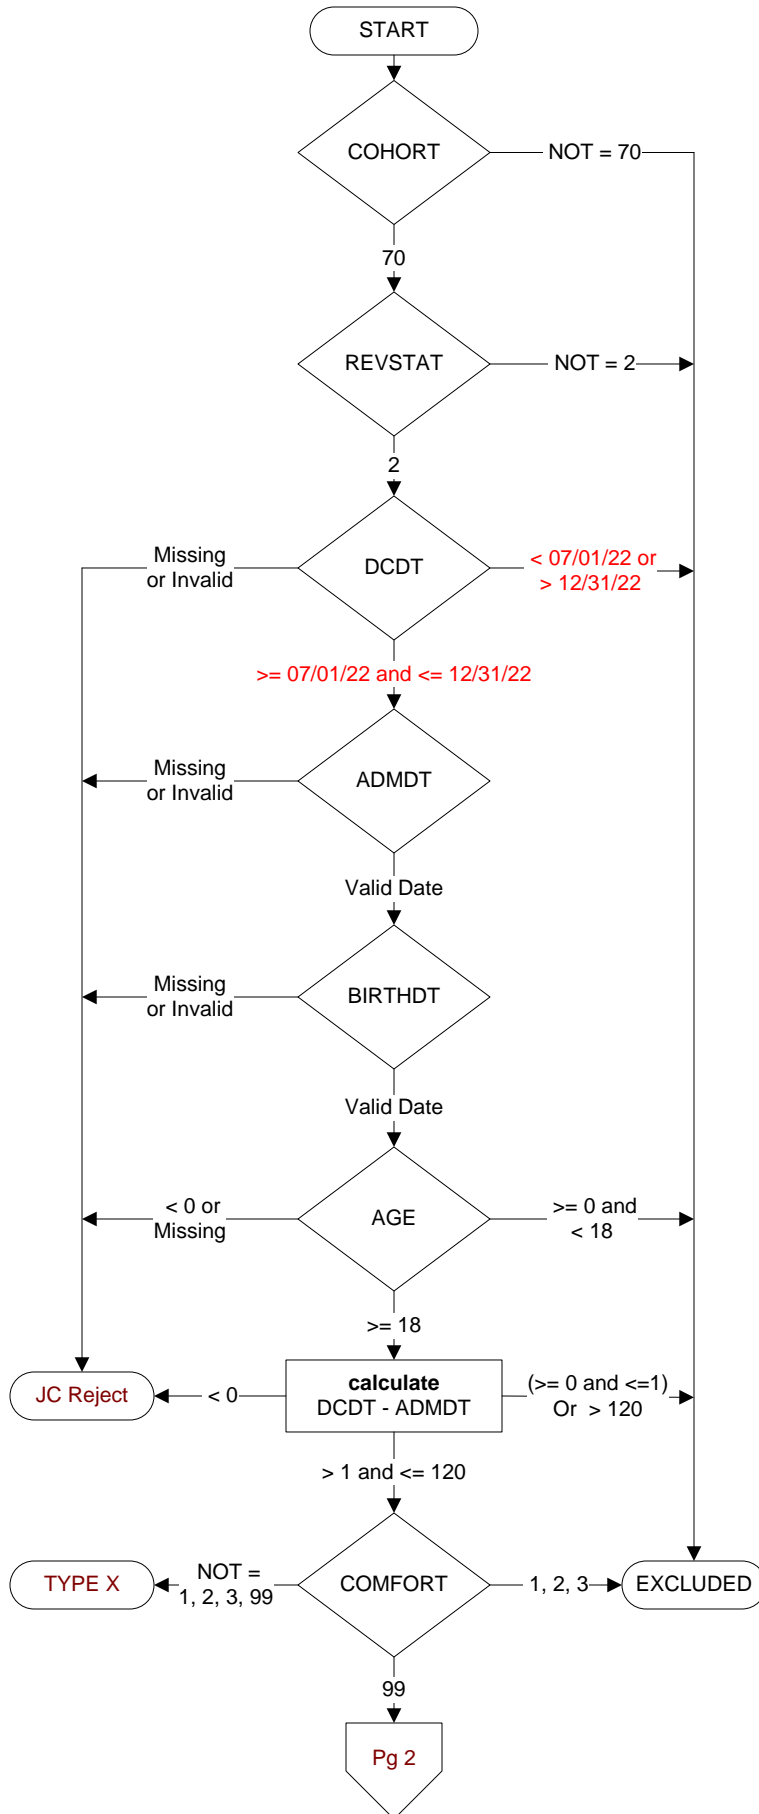 START
COHORT
NOT = 70
70
REVSTAT
NOT = 2
2
Missing
or Invalid
DCDT
< 07/01/22 or
> 12/31/22
>= 07/01/22 and <= 12/31/22
Missing
or Invalid
ADMDT
Valid Date
Missing
or Invalid
BIRTHDT
Valid Date
< 0 or
Missing
AGE
>= 0 and
< 18
>= 18
JC Reject
< 0
calculate
DCDT - ADMDT
(>= 0 and <=1)
Or > 120
> 1 and <= 120
TYPE X
NOT =
1, 2, 3, 99
COMFORT
1, 2, 3
EXCLUDED
99
Pg 2